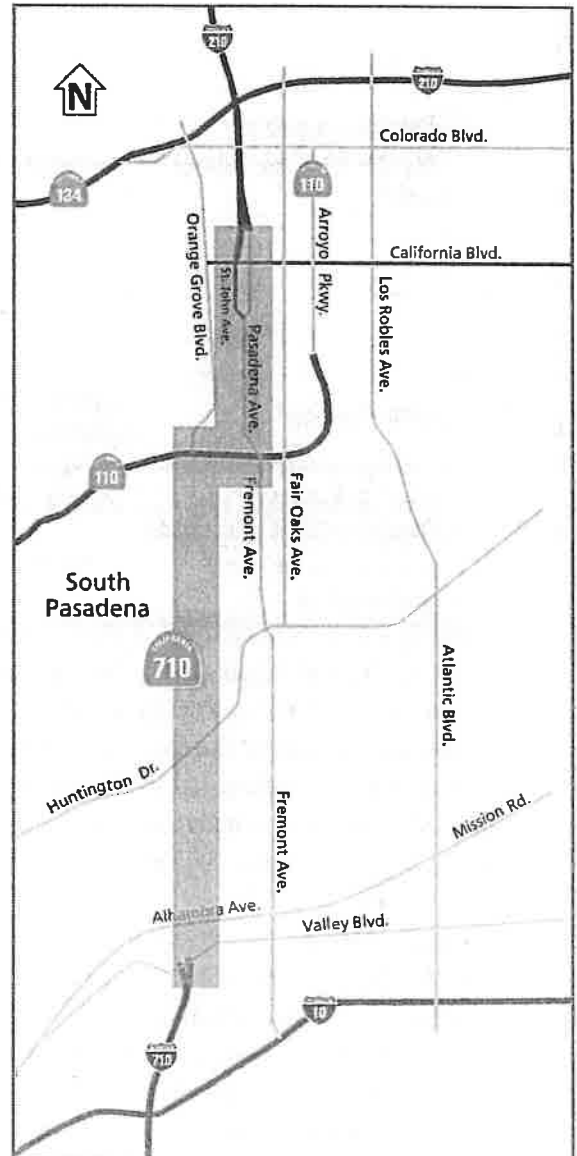 210
N
210
Colorado Blvd.
134
110
Orange Grove Blvd.
St. John Ave.
Pasadena Ave.
Arroyo Pkwy.
California Blvd.
Los Robles Ave.
110
Fremont Ave.
Fair Oaks Ave.
South
Pasadena
CALIFORNIA
710
Atlantic Blvd.
Huntington Dr.
Fremont Ave.
Mission Rd.
Alhambra Ave.
Valley Blvd.
10
710